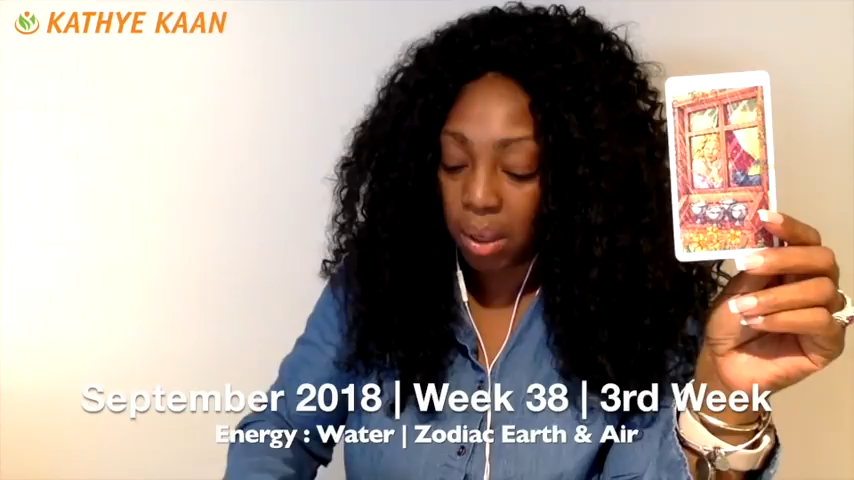 KATHYE KAAN
September 2018 | Week 38 | 3rd Week
Energy : Water | Zodiac Earth & Air